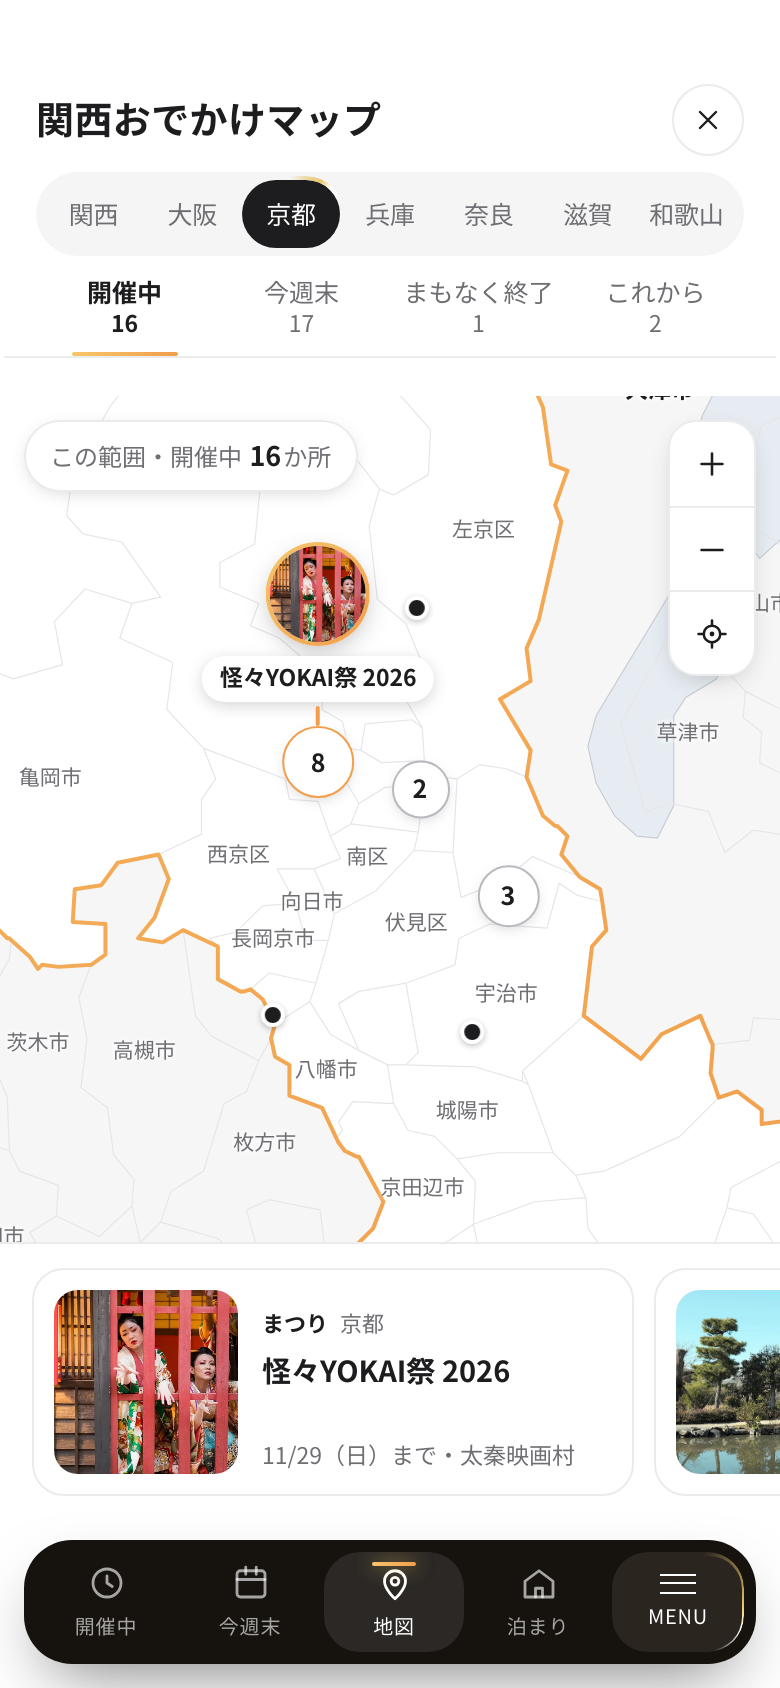 関西おでかけマップ
関西 大阪 京都 兵庫 奈良 滋賀 和歌山
開催中 今週末 まもなく終了 これから
16 17 1 2
この範囲・開催中 16か所
左京区
怪々YOKAI祭 2026
草津市
8
亀岡市
2
西京区 南区
3
向日市
伏見区
長岡京市
宇治市
茨木市
高槻市
八幡市
城陽市
枚方市
京田辺市
まつり 京都
怪々YOKAI祭 2026
11/29（日）まで・太秦映画村
開催中 今週末 地図 泊まり MENU